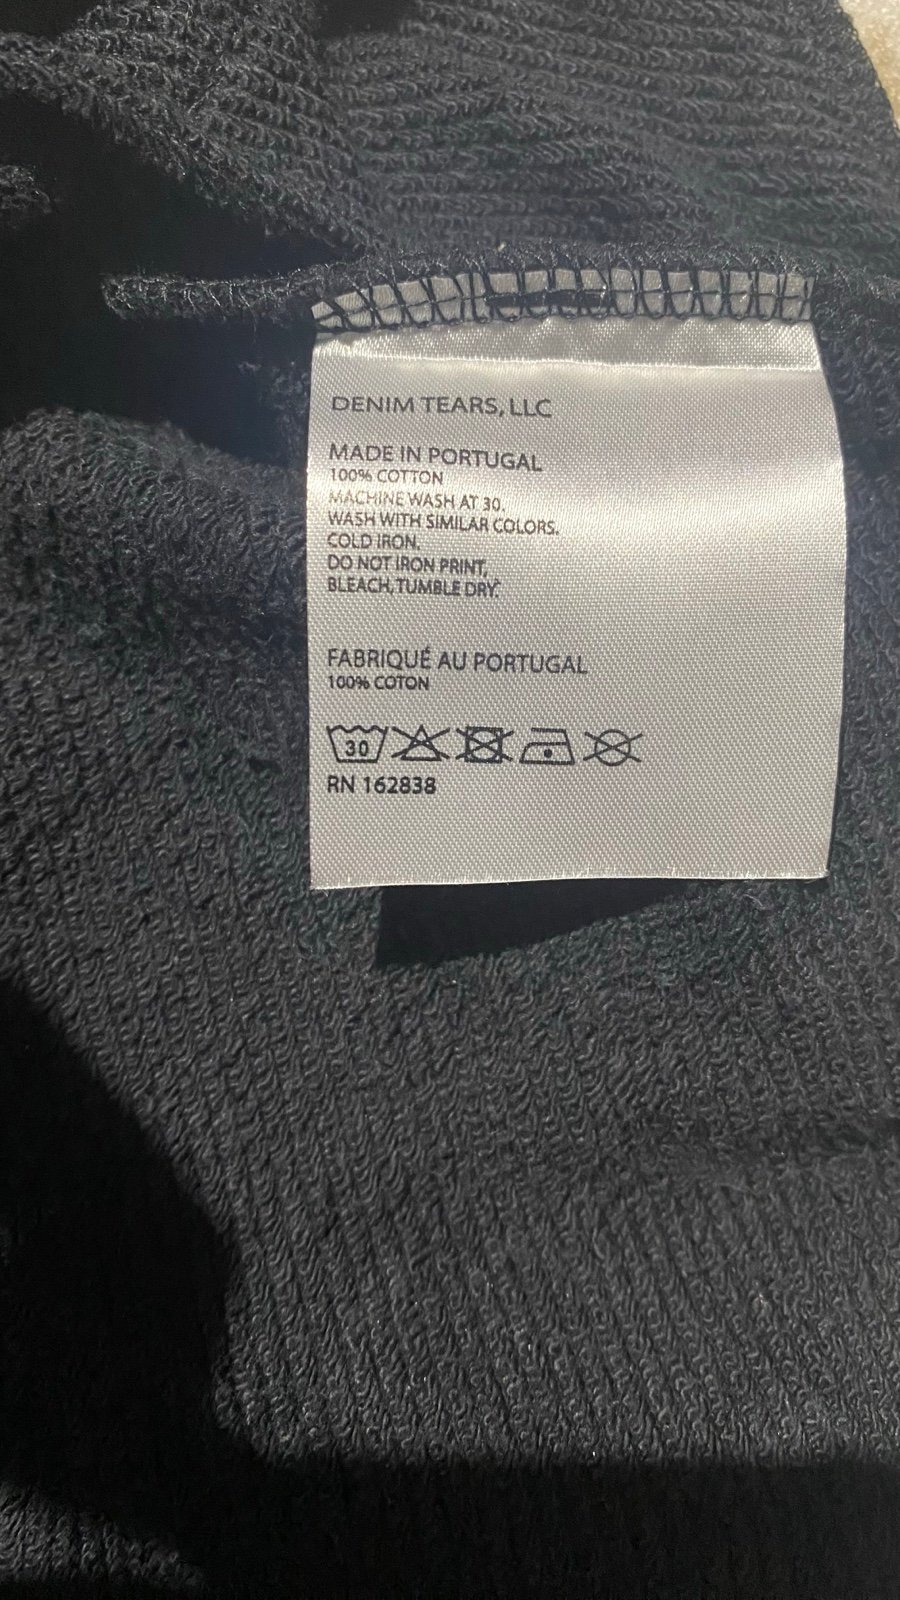 DENIM TEARS, LLC
MADE IN PORTUGAL
100% COTTON
MACHINE WASH AT 30.
WASH WITH SIMILAR COLORS.
COLD IRON.
DO NOT IRON PRINT,
BLEACH, TUMBLE DRY.
FABRIQUÉ AU PORTUGAL
100% COTON
30
RN 162838